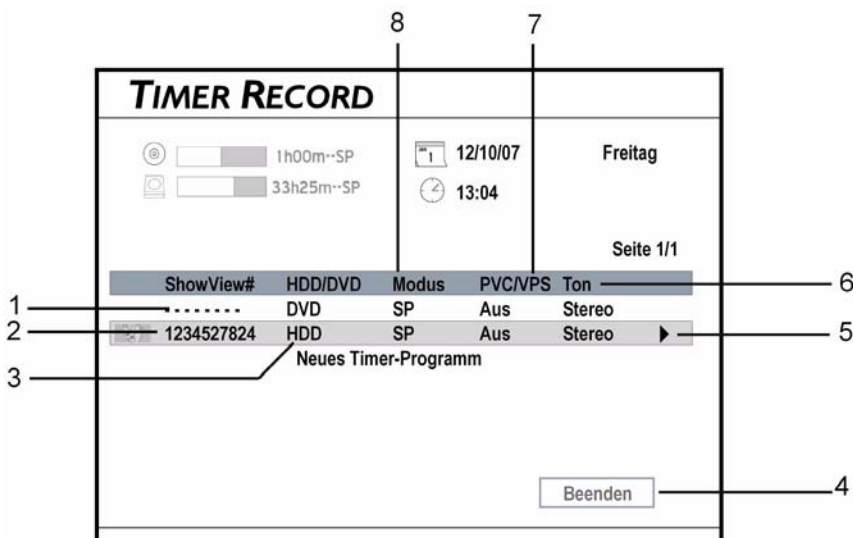 8 7
TIMER RECORD
1h00m--SP 12/10/07 Freitag
33h25m--SP 13:04
Seite 1/1
ShowView# HDD/DVD Modus PVC/VPS Ton 6
1 -------- DVD SP Aus Stereo
2 1234527824 HDD SP Aus Stereo 5
3 Neues Timer-Programm
Beenden 4